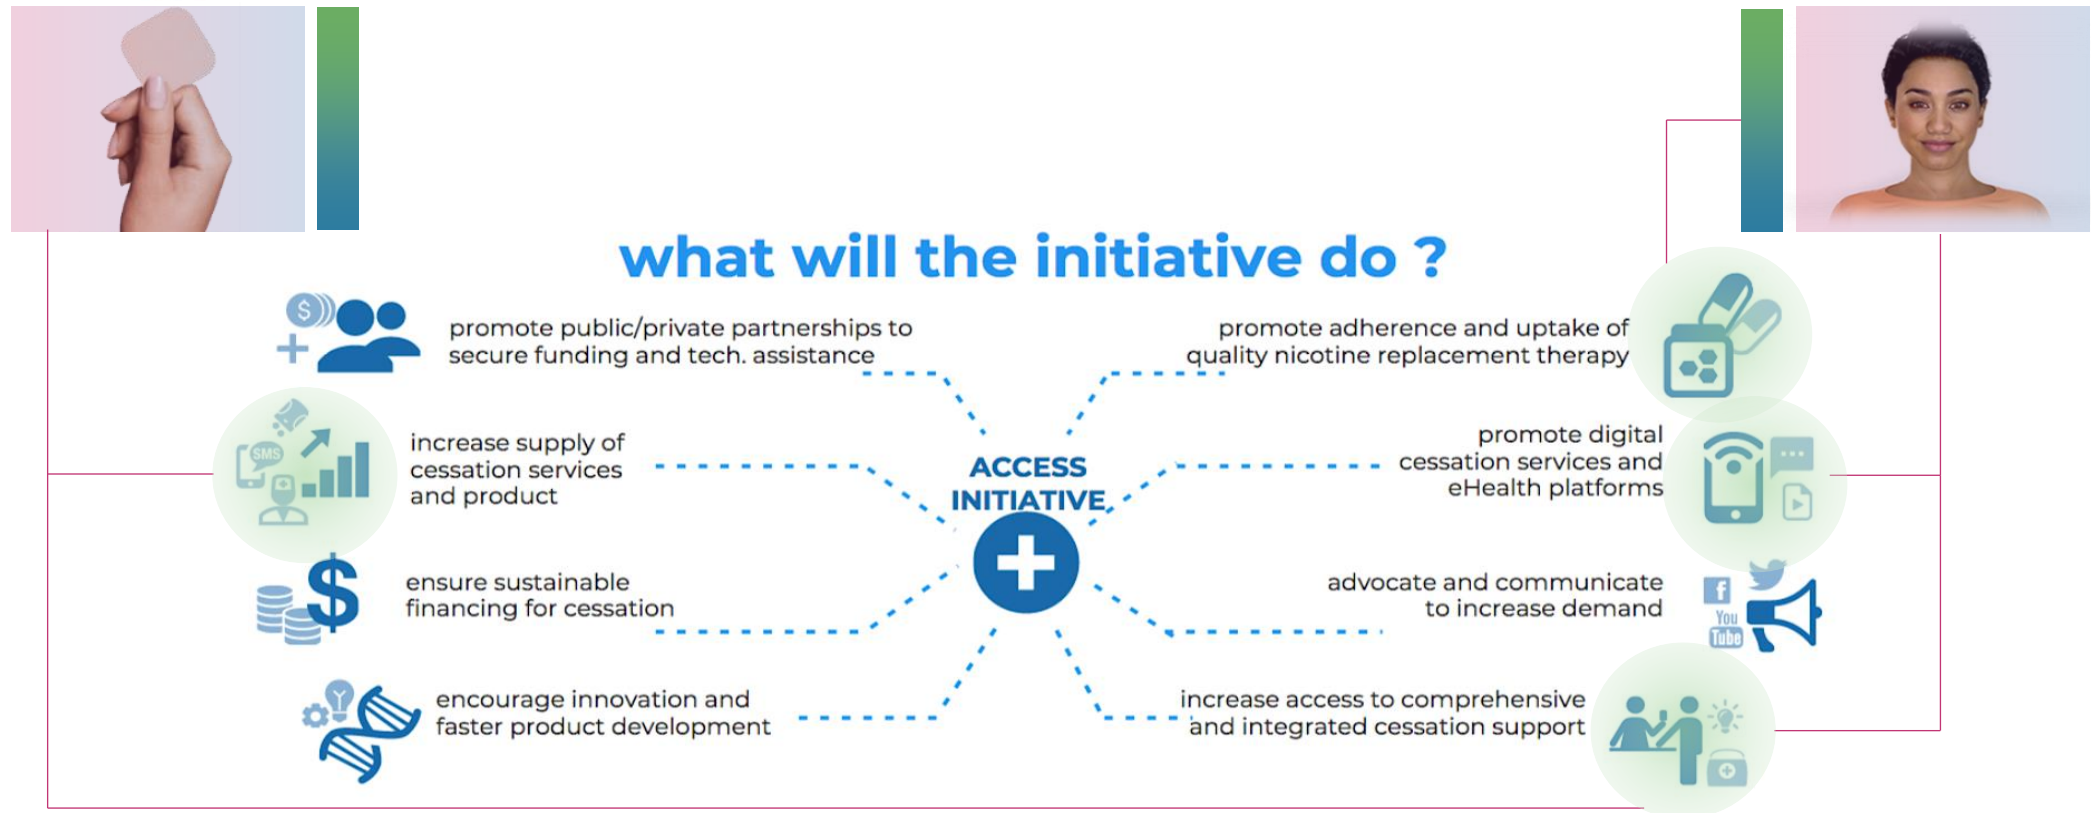 what will the initiative do ?
$
promote public/private partnerships to
secure funding and tech. assistance
SMS
increase supply of
cessation services
and product
$
ensure sustainable
financing for cessation
encourage innovation and
faster product development
ACCESS
INITIATIVE
promote adherence and uptake of
quality nicotine replacement therapy
promote digital
cessation services and
eHealth platforms
advocate and communicate
to increase demand
f
You
Tube
increase access to comprehensive
and integrated cessation support